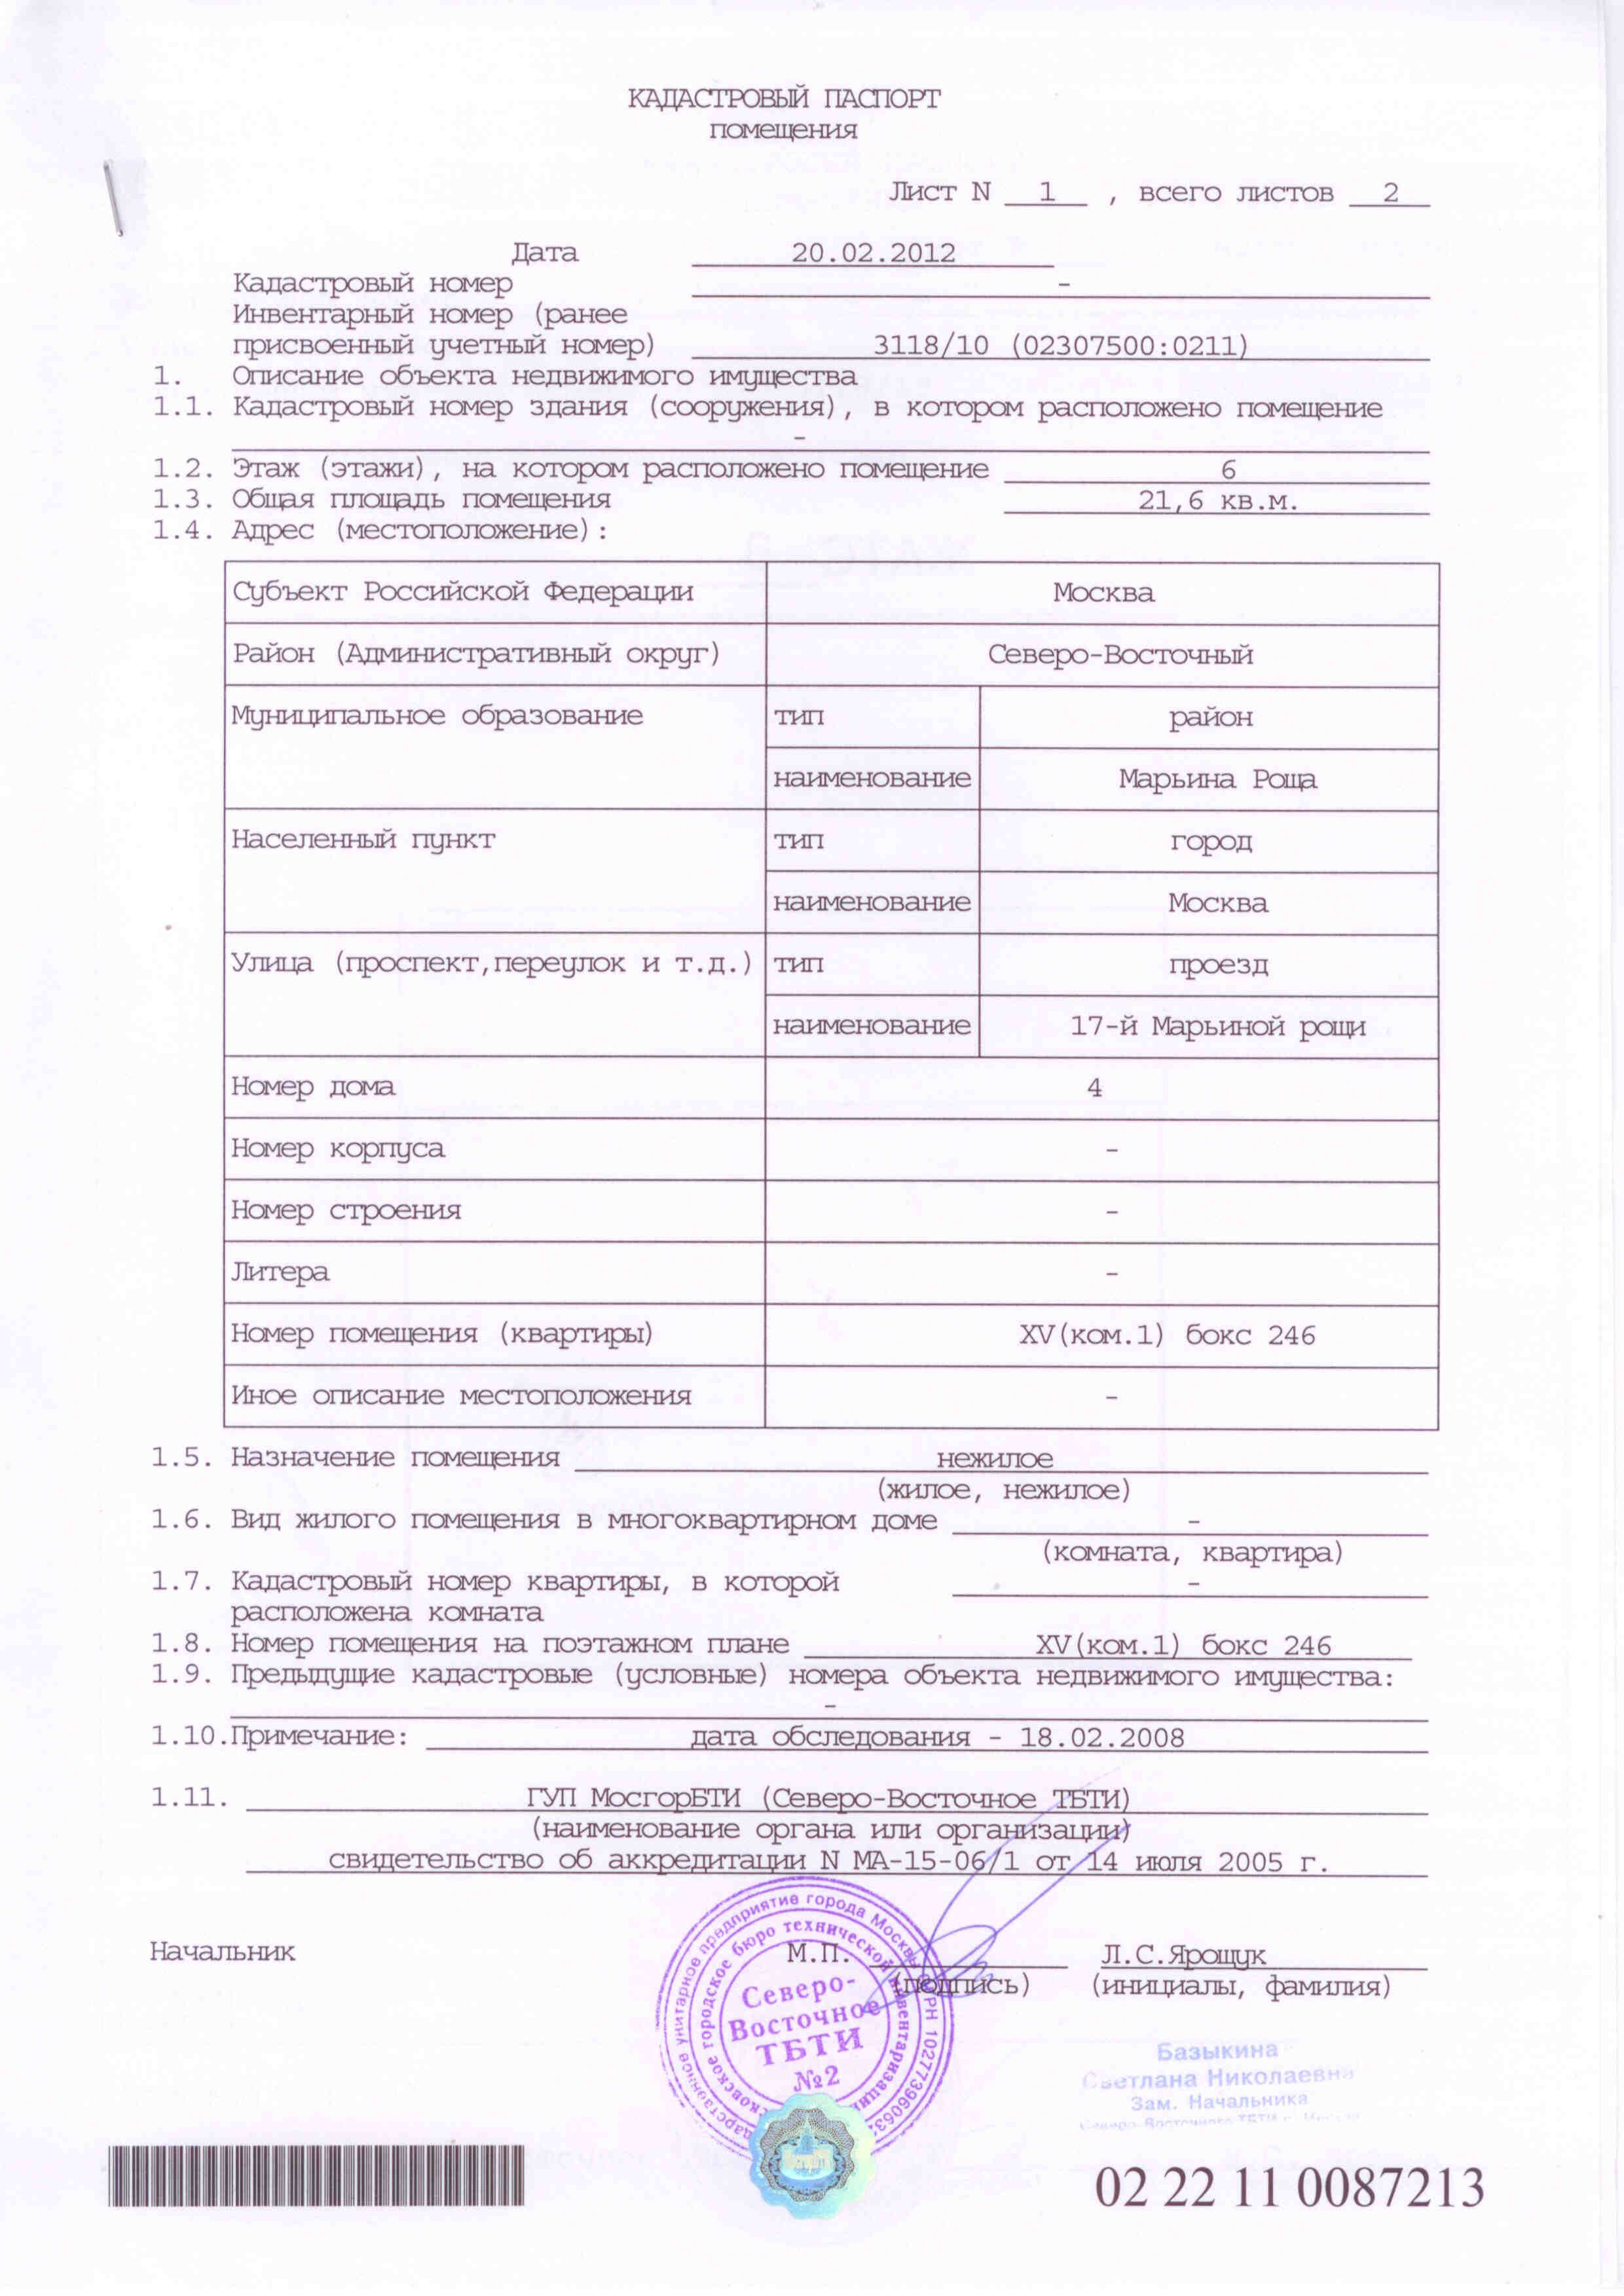 КАДАСТРОВЫЙ ПАСПОРТ
помещения
Лист N 1 , всего листов 2
Дата 20.02.2012
Кадастровый номер -
Инвентарный номер (ранее
присвоенный учетный номер) 3118/10 (02307500:0211)
1. Описание объекта недвижимого имущества
1.1. Кадастровый номер здания (сооружения), в котором расположено помещение
-
1.2. Этаж (этажи), на котором расположено помещение 6
1.3. Общая площадь помещения 21,6 кв.м.
1.4. Адрес (местоположение):
Субъект Российской Федерации Москва
Район (Административный округ) Северо-Восточный
Муниципальное образование тип район
наименование Марьина Роща
Населенный пункт тип город
наименование Москва
Улица (проспект,переулок и т.д.) тип проезд
наименование 17-й Марьиной рощи
Номер дома 4
Номер корпуса -
Номер строения -
Литера -
Номер помещения (квартиры) XV(ком.1) бокс 246
Иное описание местоположения -
1.5. Назначение помещения нежилое
(жилое, нежилое)
1.6. Вид жилого помещения в многоквартирном доме -
(комната, квартира)
1.7. Кадастровый номер квартиры, в которой -
расположена комната
1.8. Номер помещения на поэтажном плане XV(ком.1) бокс 246
1.9. Предыдущие кадастровые (условные) номера объекта недвижимого имущества:
-
1.10.Примечание: дата обследования - 18.02.2008
1.11. ГУП МосгорБТИ (Северо-Восточное ТБТИ)
(наименование органа или организации)
свидетельство об аккредитации N МА-15-06/1 от 14 июля 2005 г.
Начальник М.П. Л.С.Ярощук
(подпись) (инициалы, фамилия)
унитарное предприятие города Москвы
городское бюро технической инвентаризации
Северо-
Восточное
ТБТИ
№2
Базыкина
Светлана Николаевна
Зам. Начальника
02 22 11 0087213